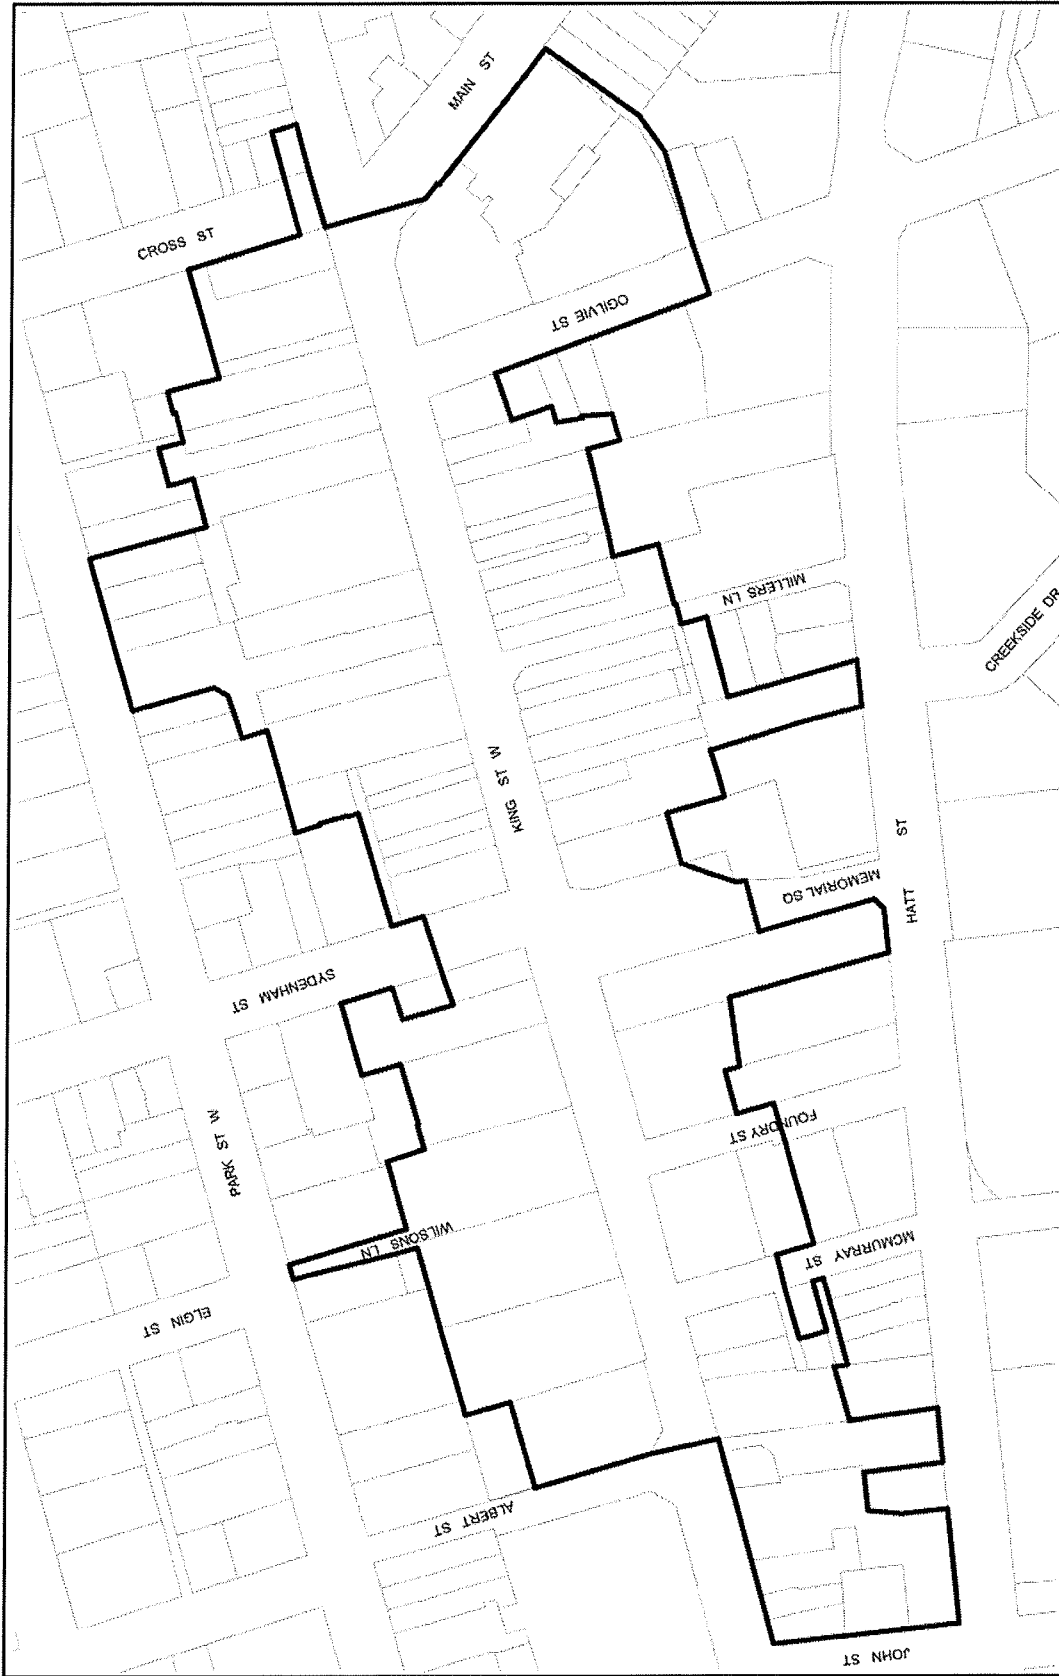 MAIN ST
CROSS ST
OGILVIE ST
MILLERS LN
CREEKSIDE DR
KING ST W
HATT ST
MEMORIAL SQ
SYDENHAM ST
PARK ST W
FOUNDRY ST
WILSONS LN
MCMURRAY ST
ELGIN ST
ALBERT ST
JOHN ST